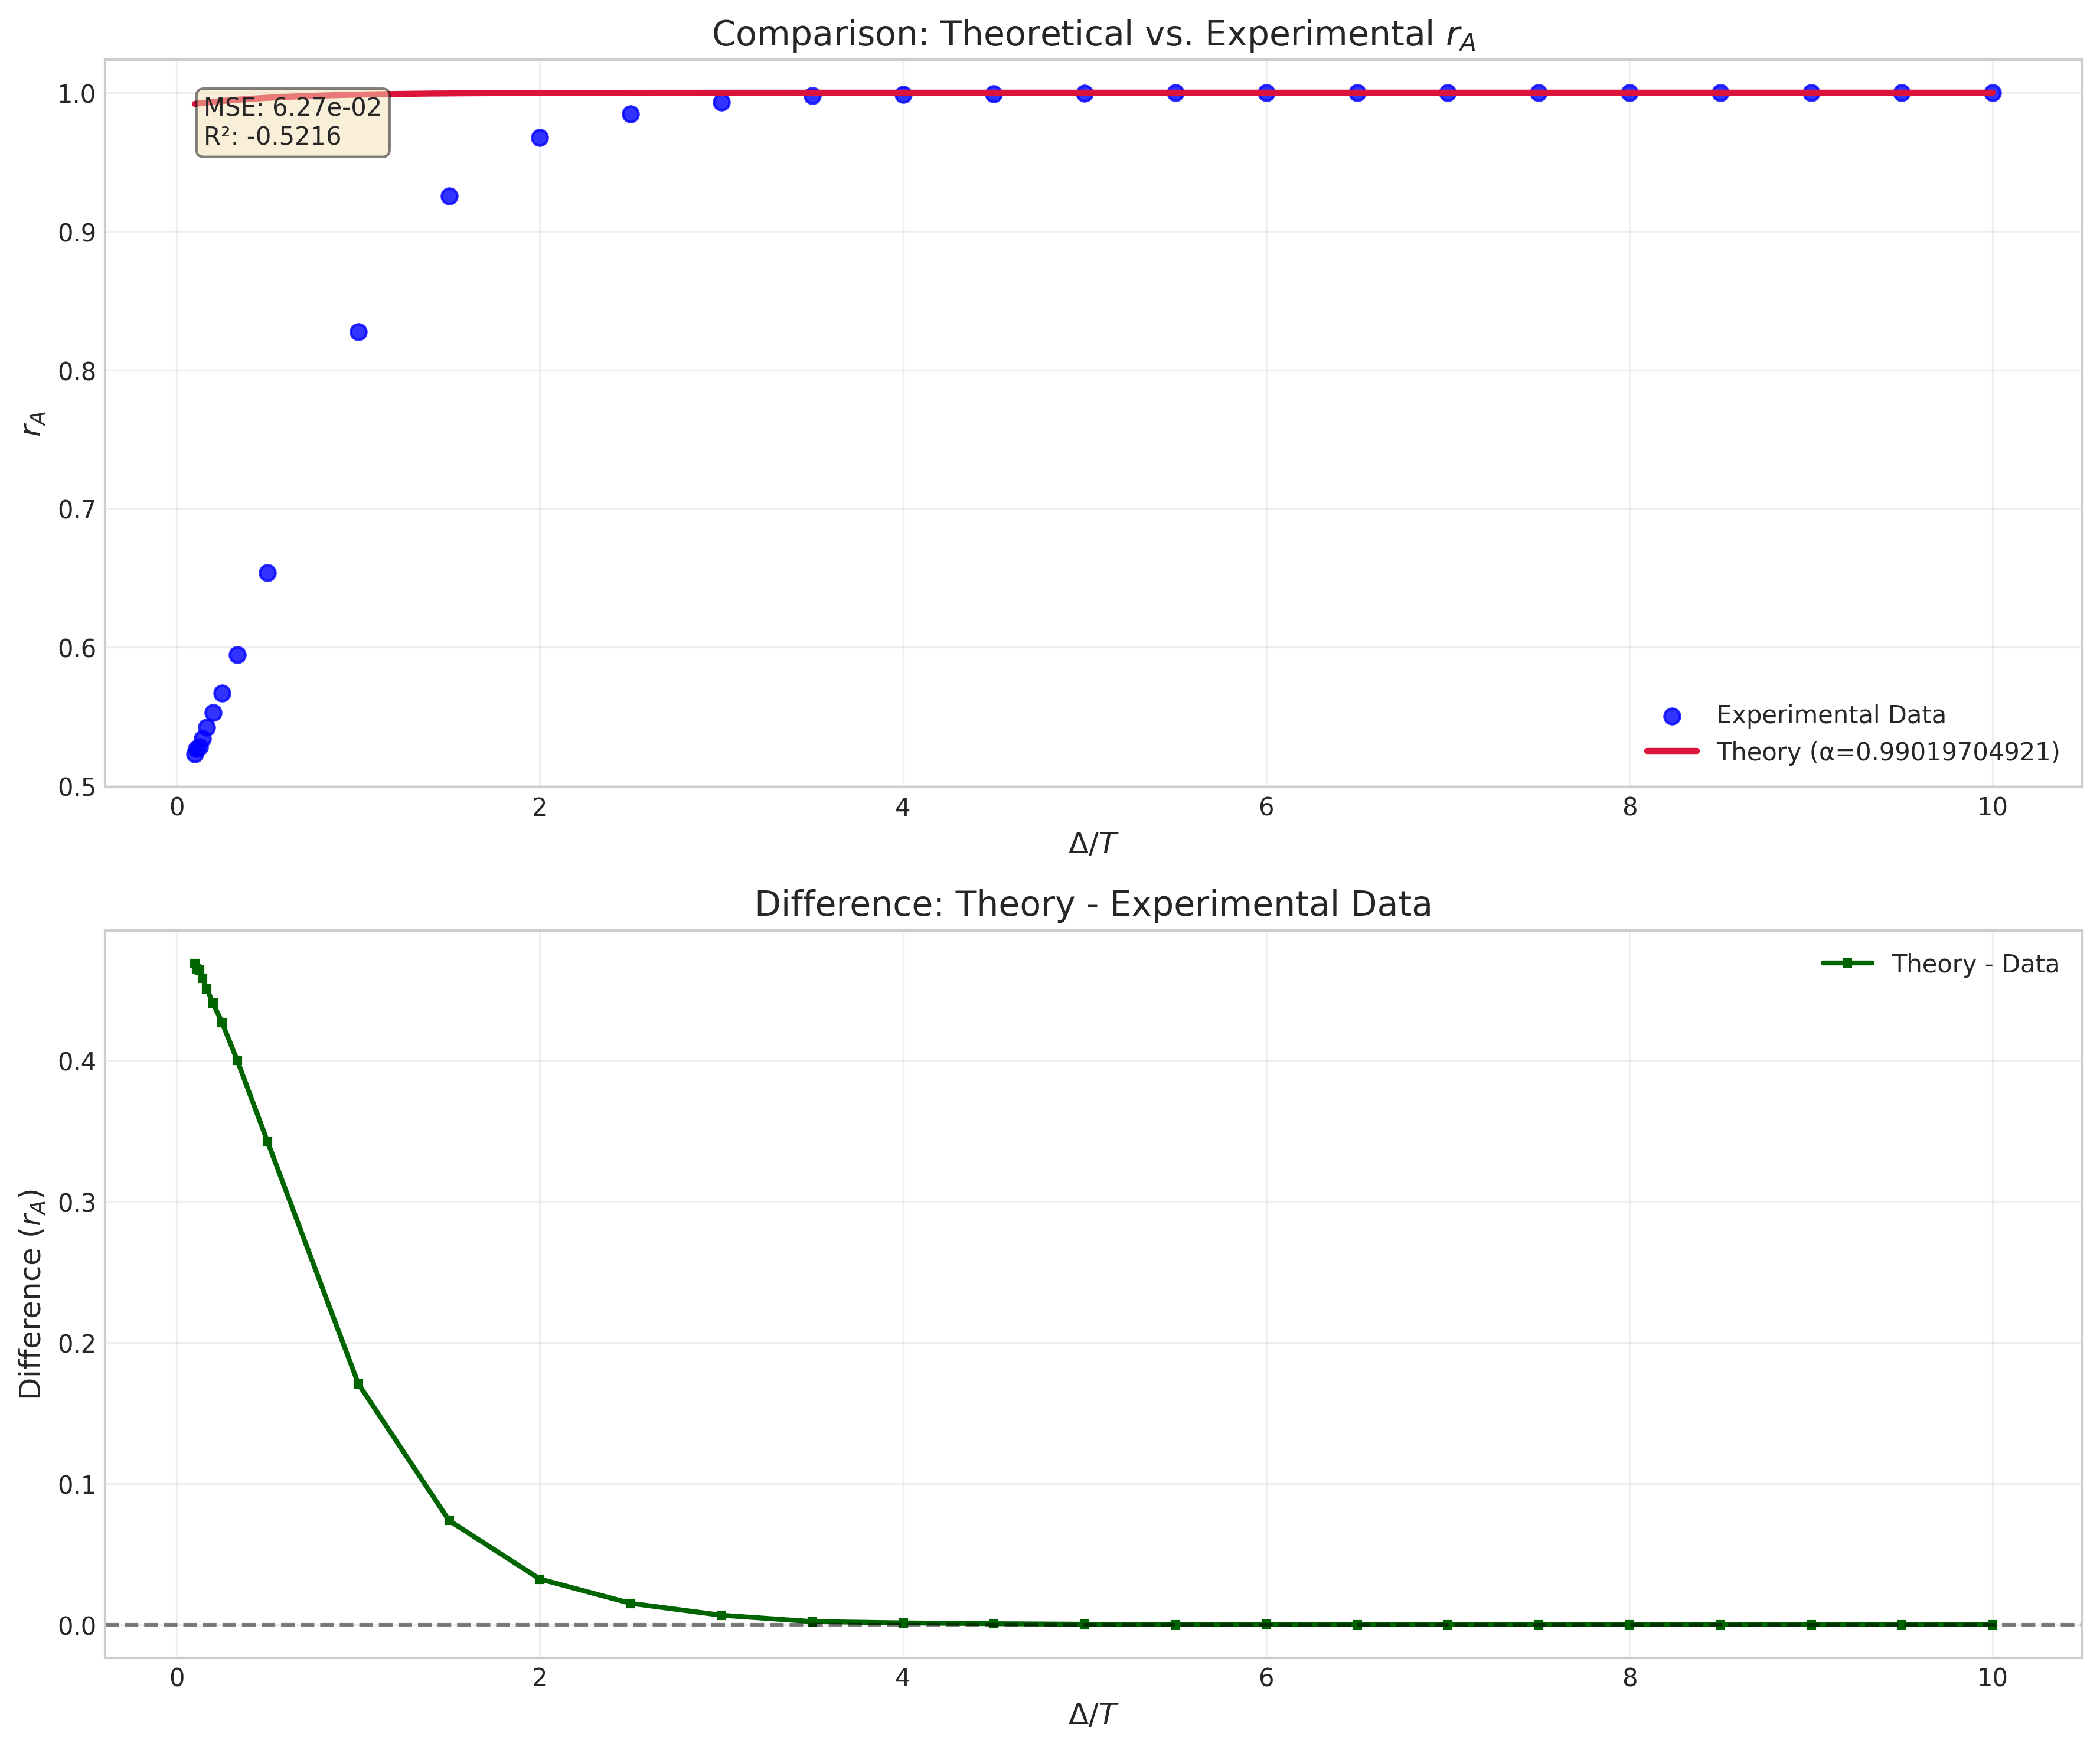 Comparison: Theoretical vs. Experimental r_A
1.0
0.9
0.8
0.7
0.6
0.5
r_A
MSE: 6.27e-02
R²: -0.5216
Experimental Data
Theory (α=0.99019704921)
0 2 4 6 8 10
Δ/T
Difference: Theory - Experimental Data
0.4
0.3
0.2
0.1
0.0
Difference (r_A)
Theory - Data
0 2 4 6 8 10
Δ/T